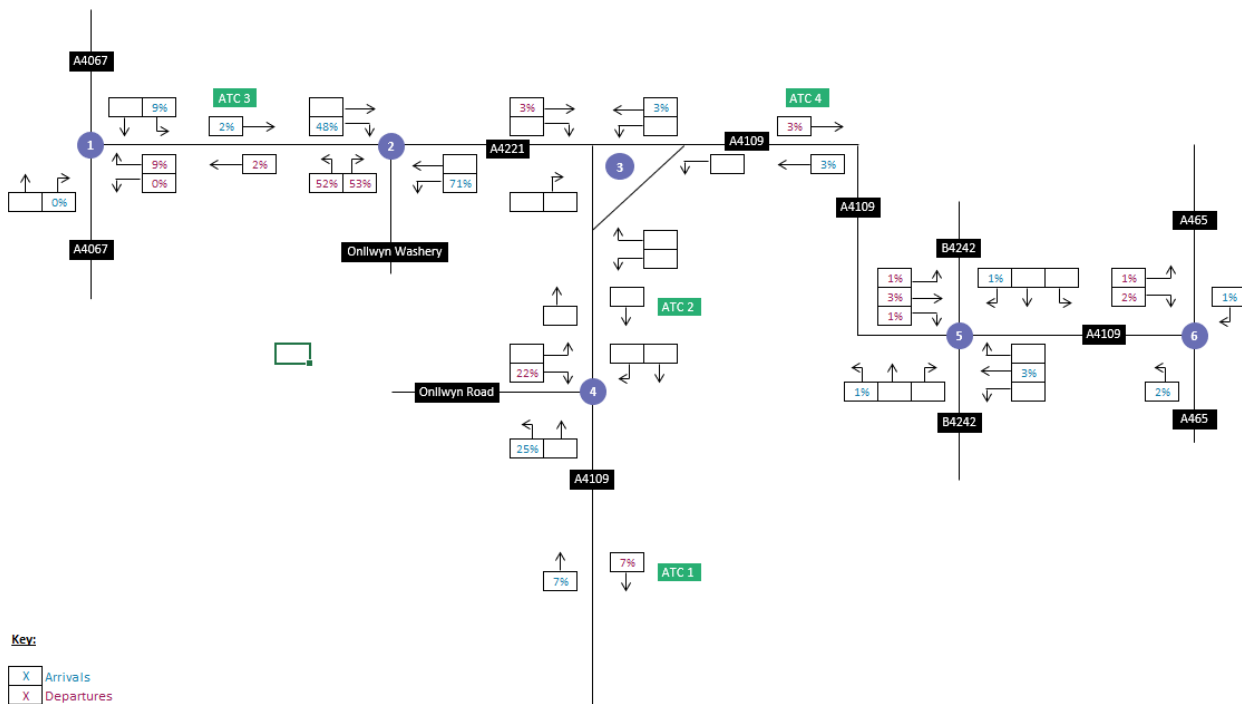 A4067
9%
ATC 3
2%
48%
3%
3%
ATC 4
3%
1
2
A4221
3
A4109
9%
0%
2%
52% 53%
71%
3%
0%
A4067
Onllwyn Washery
A4109
B4242
A465
1%
3%
1%
1%
1%
2%
1%
ATC 2
5
A4109
6
22%
Onllwyn Road
4
1%
3%
2%
B4242
A465
25%
A4109
7%
7%
ATC 1
Key:
X Arrivals
X Departures